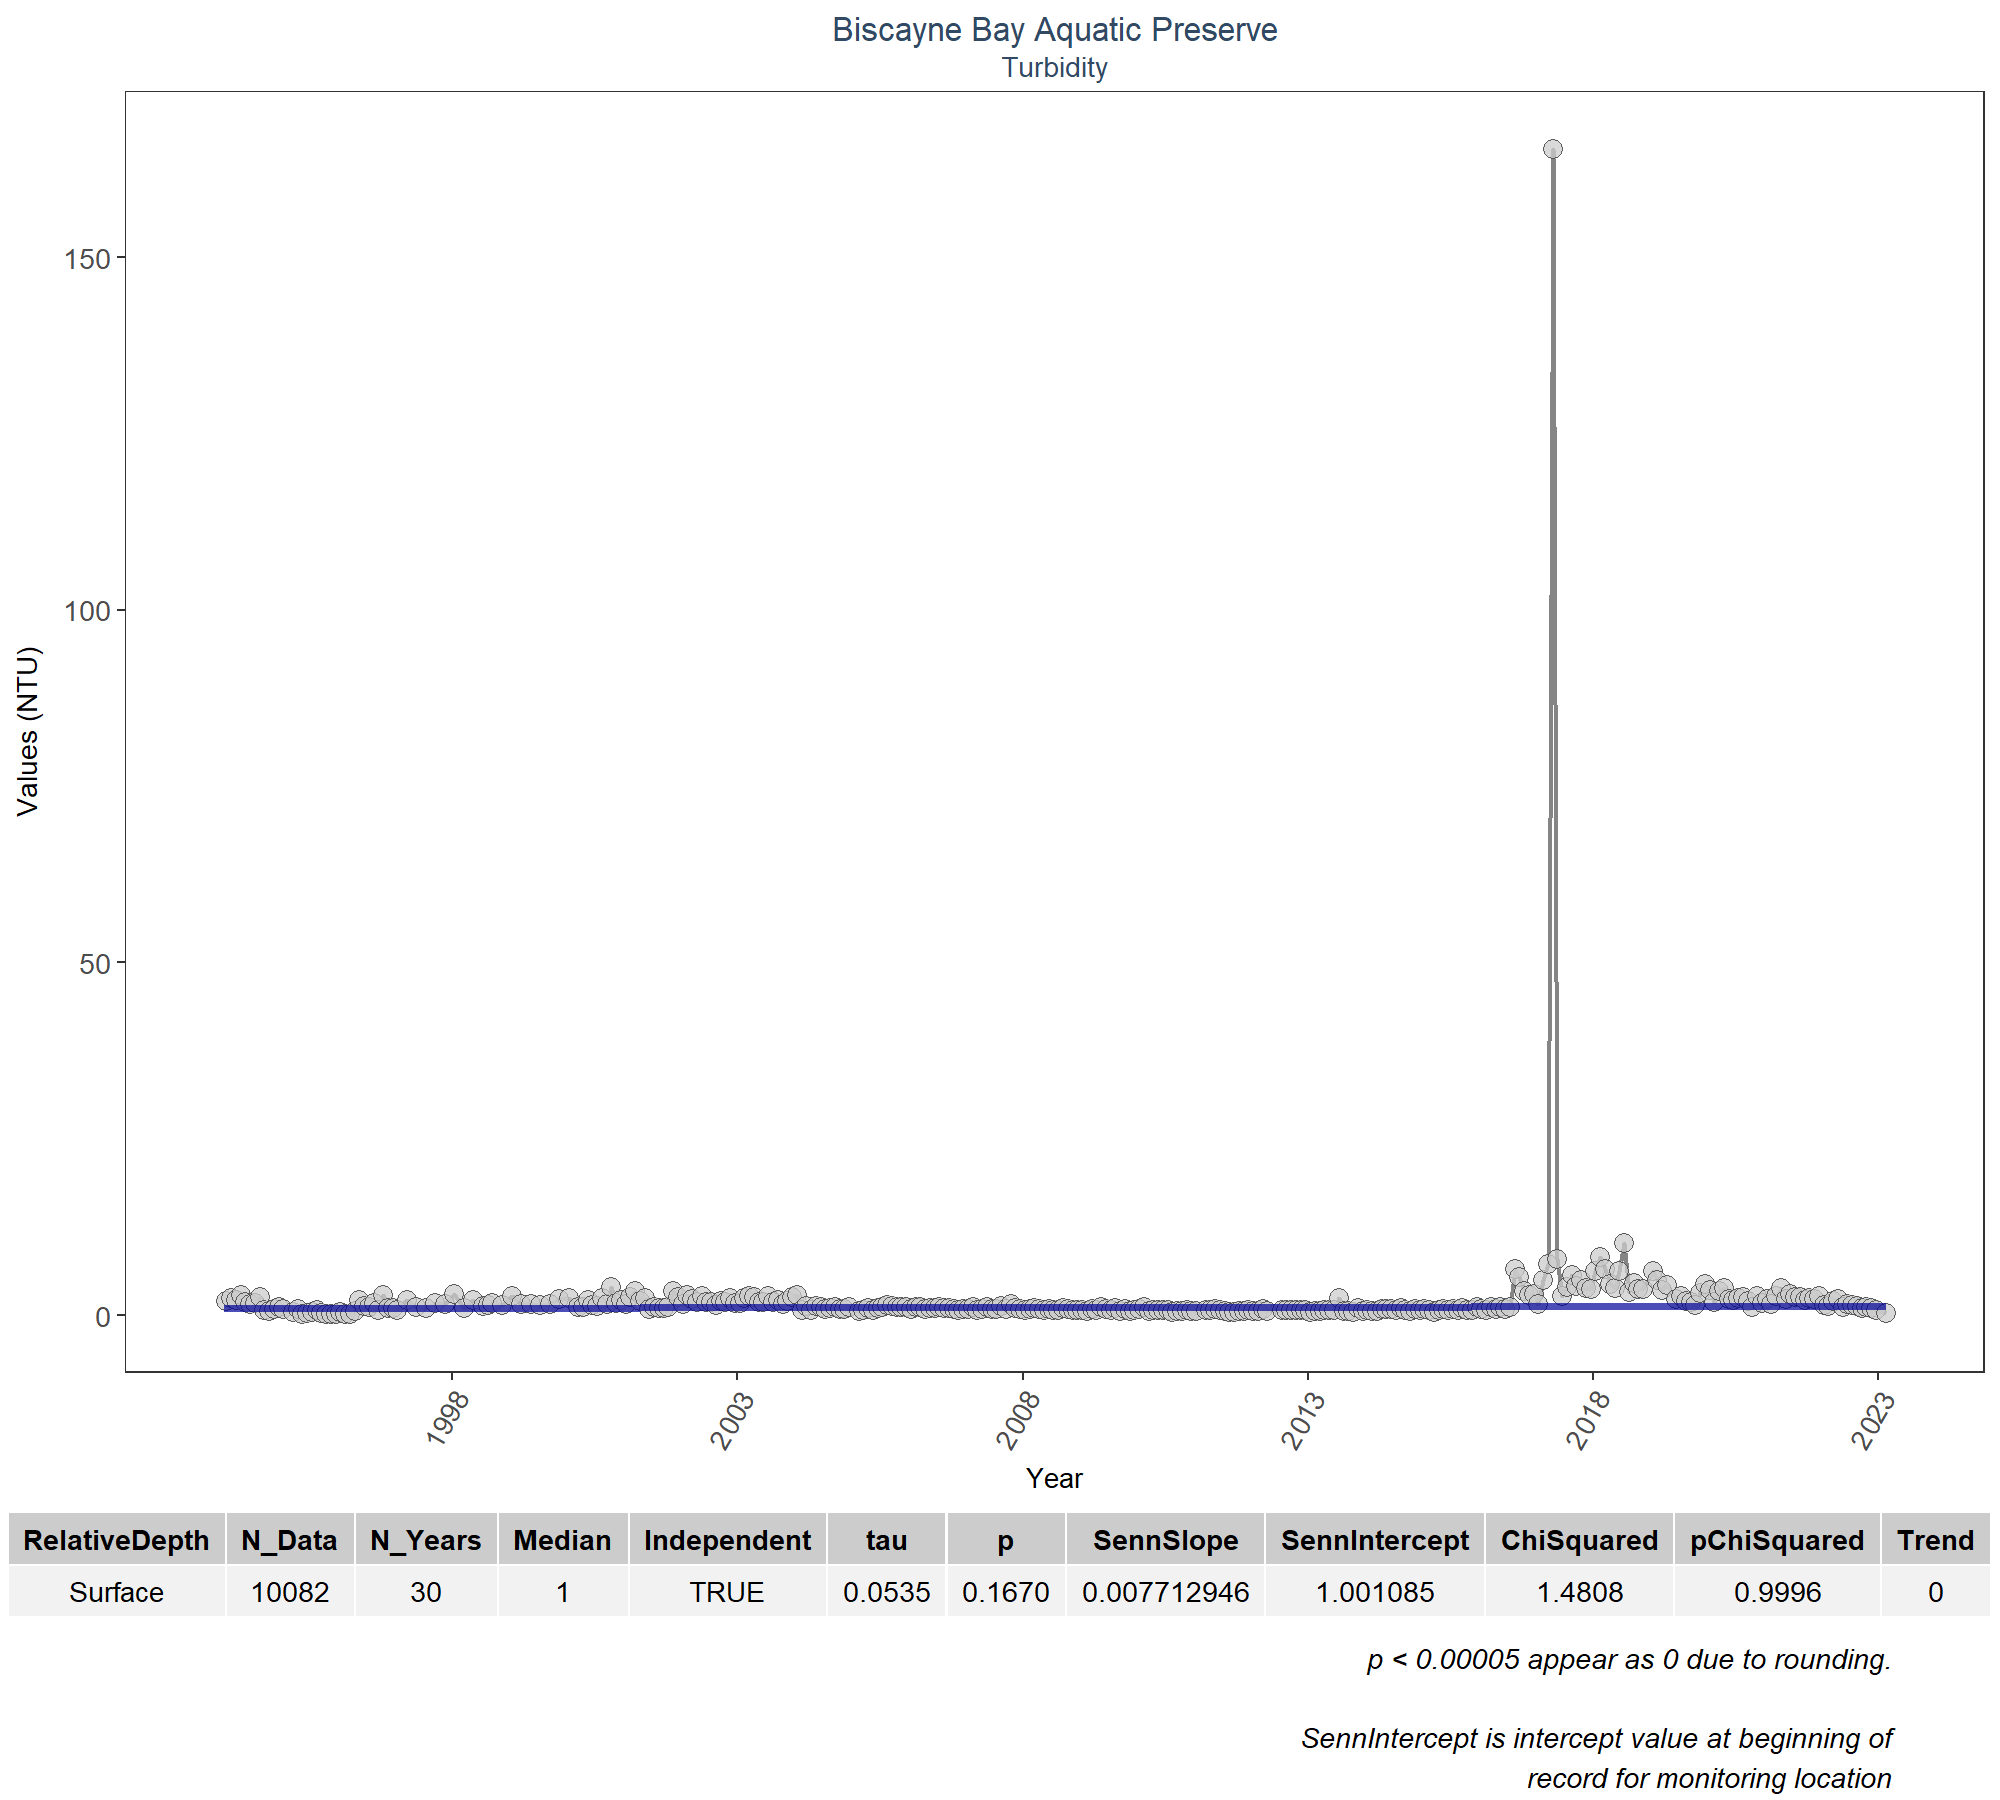 Biscayne Bay Aquatic Preserve
Turbidity
Values (NTU)
150
100
50
0
1998 2003 2008 2013 2018 2023
Year
RelativeDepth N_Data N_Years Median Independent tau p SennSlope SennIntercept ChiSquared pChiSquared Trend
Surface 10082 30 1 TRUE 0.0535 0.1670 0.007712946 1.001085 1.4808 0.9996 0
p < 0.00005 appear as 0 due to rounding.
SennIntercept is intercept value at beginning of
record for monitoring location